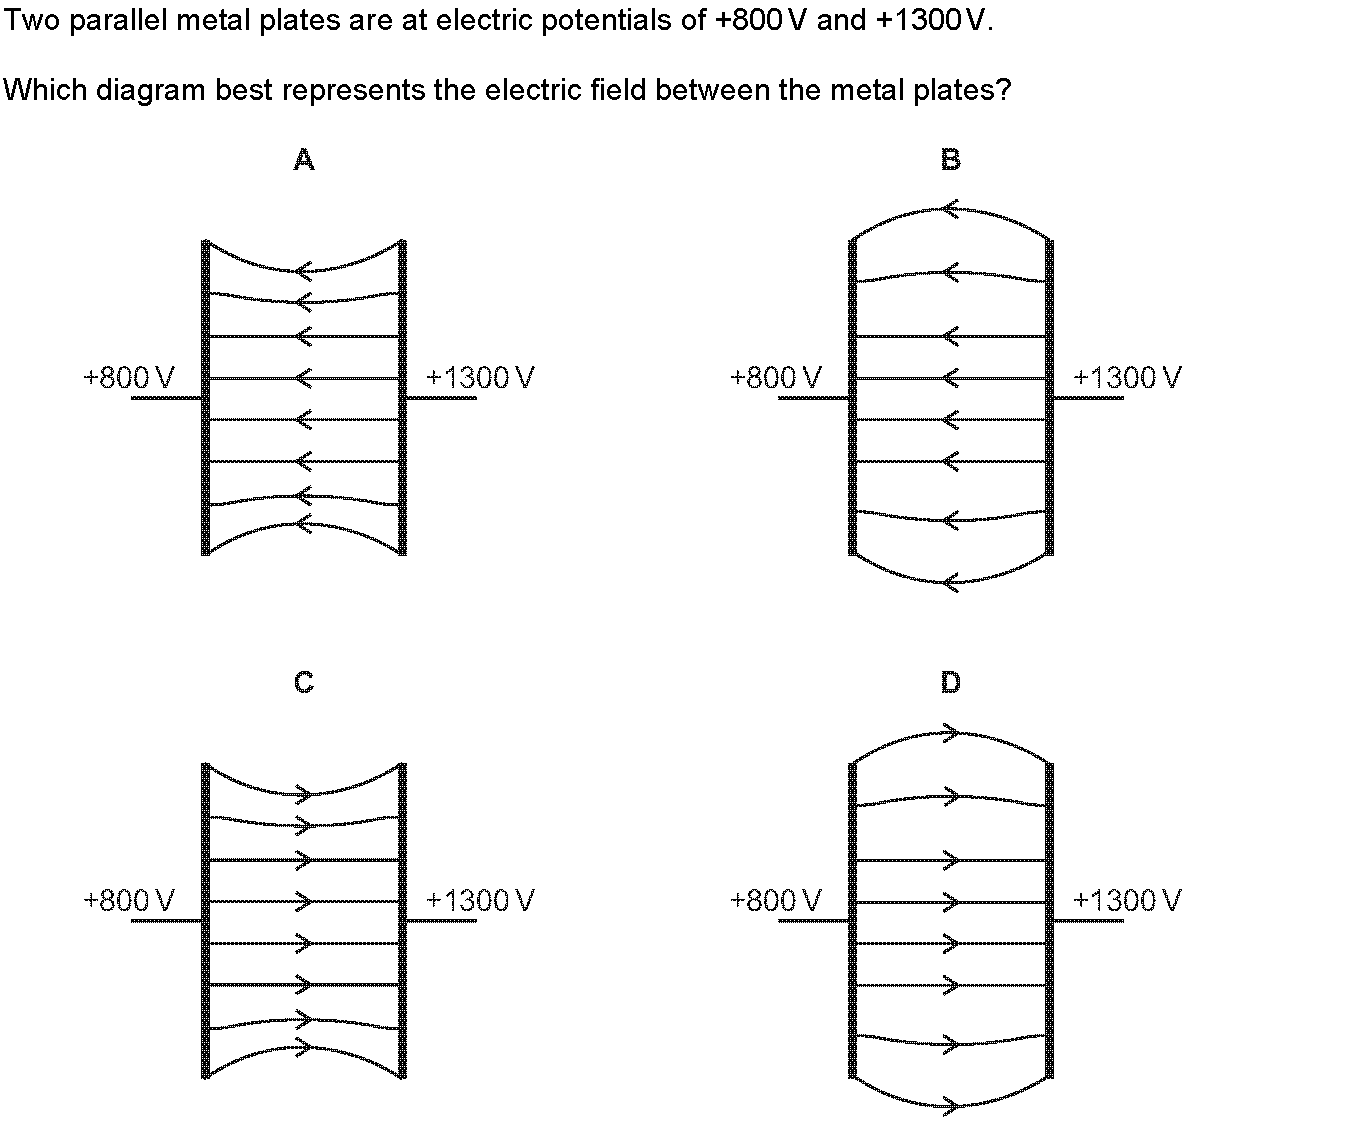 Two parallel metal plates are at electric potentials of +800 V and +1300 V.
Which diagram best represents the electric field between the metal plates?
A
B
+800 V
+1300 V
+800 V
+1300 V
C
D
+800 V
+1300 V
+800 V
+1300 V